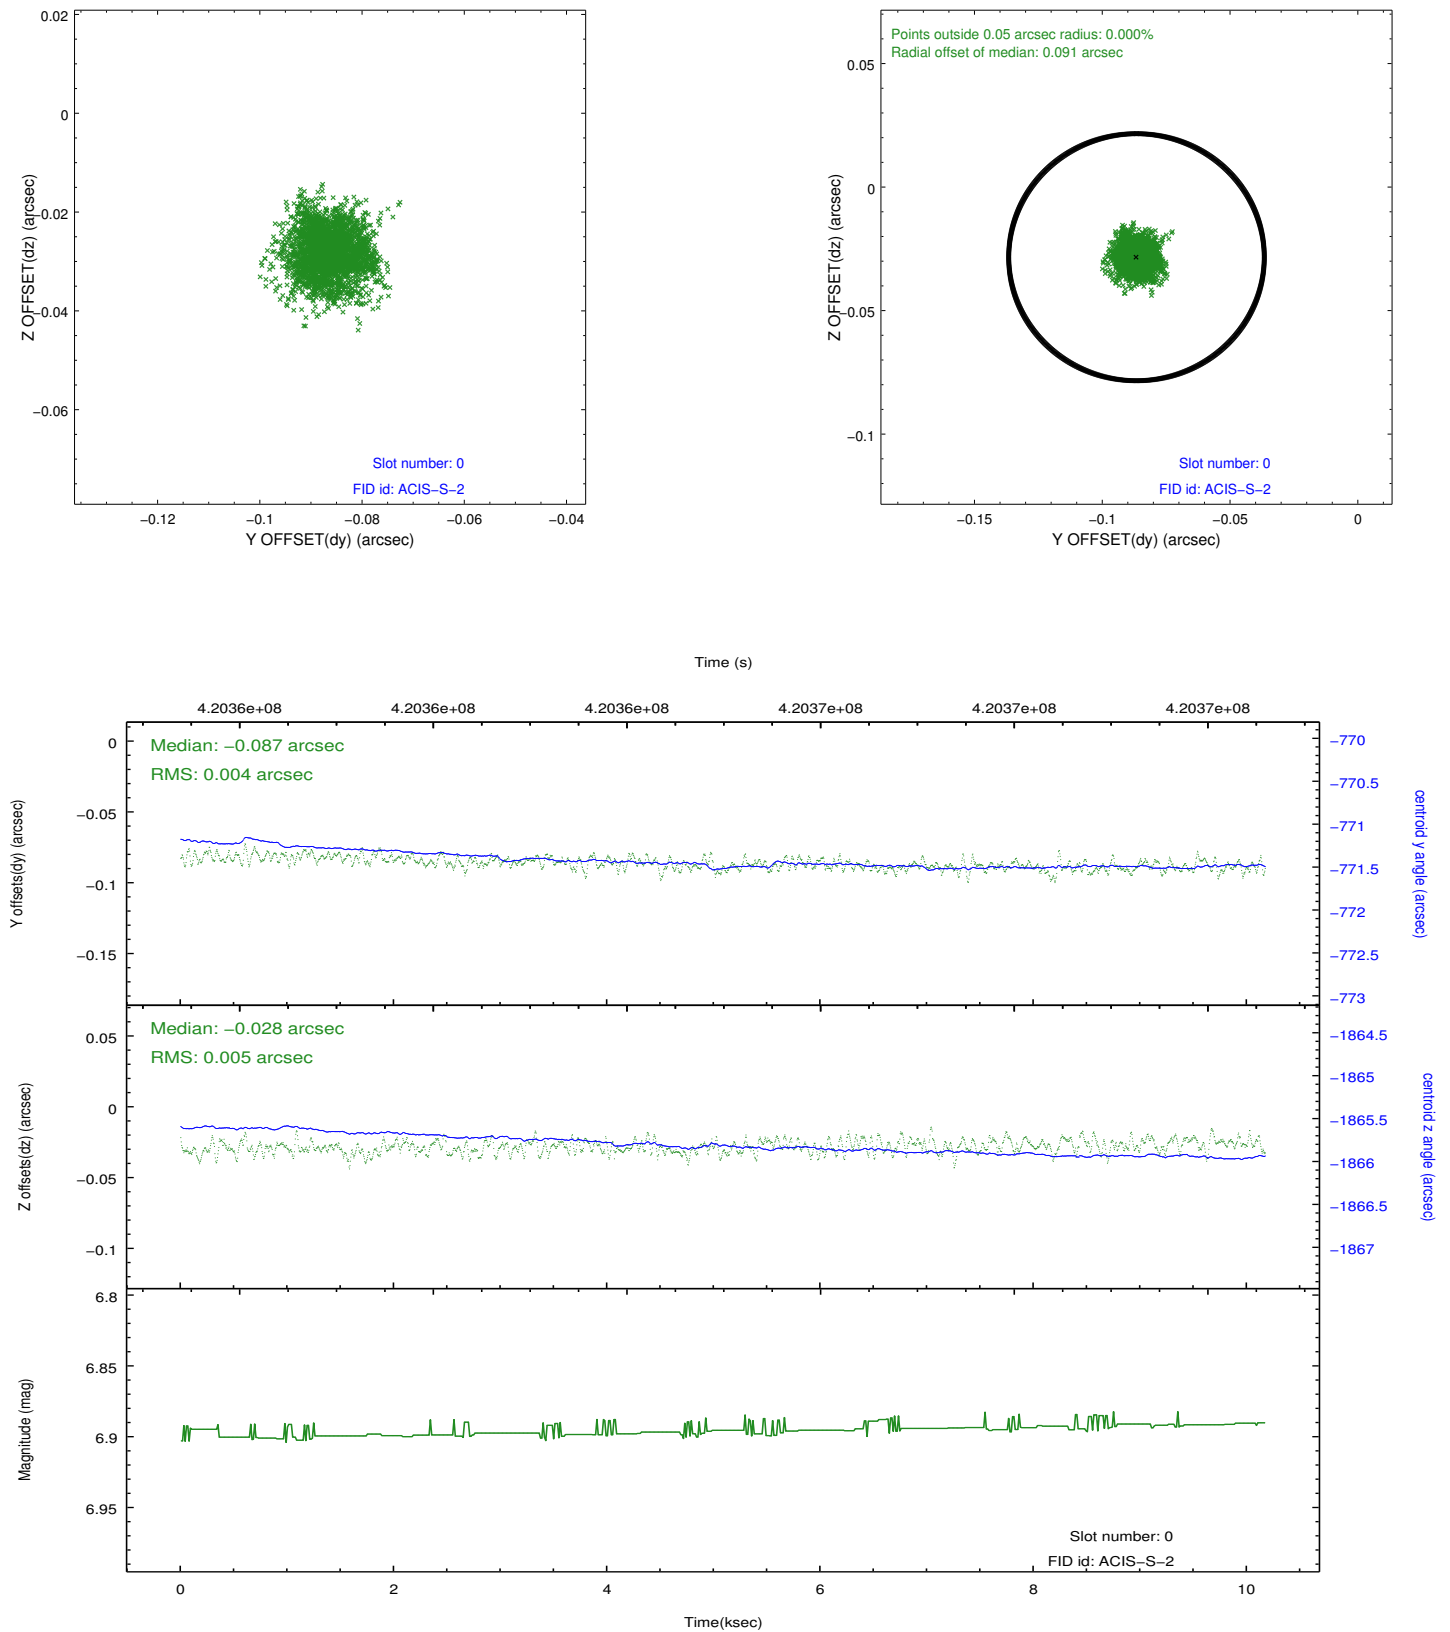 0.02
0
−0.02
−0.04
−0.06
Z OFFSET(dz) (arcsec)
Slot number: 0
FID id: ACIS−S−2
−0.12
−0.1
−0.08
−0.06
−0.04
Y OFFSET(dy) (arcsec)
Points outside 0.05 arcsec radius: 0.000%
Radial offset of median: 0.091 arcsec
0.05
0
−0.05
−0.1
Z OFFSET(dz) (arcsec)
Slot number: 0
FID id: ACIS−S−2
−0.15
−0.1
−0.05
0
Y OFFSET(dy) (arcsec)
Time (s)
4.2036e+08
4.2036e+08
4.2036e+08
4.2037e+08
4.2037e+08
4.2037e+08
Median: −0.087 arcsec
RMS: 0.004 arcsec
0
−0.05
−0.1
−0.15
Y offsets(dy) (arcsec)
−770
−770.5
−771
−771.5
−772
−772.5
−773
centroid y angle (arcsec)
Median: −0.028 arcsec
RMS: 0.005 arcsec
0.05
0
−0.05
−0.1
Z offsets(dz) (arcsec)
−1864.5
−1865
−1865.5
−1866
−1866.5
−1867
centroid z angle (arcsec)
6.8
6.85
6.9
6.95
Magnitude (mag)
Slot number: 0
FID id: ACIS−S−2
0
2
4
6
8
10
Time(ksec)